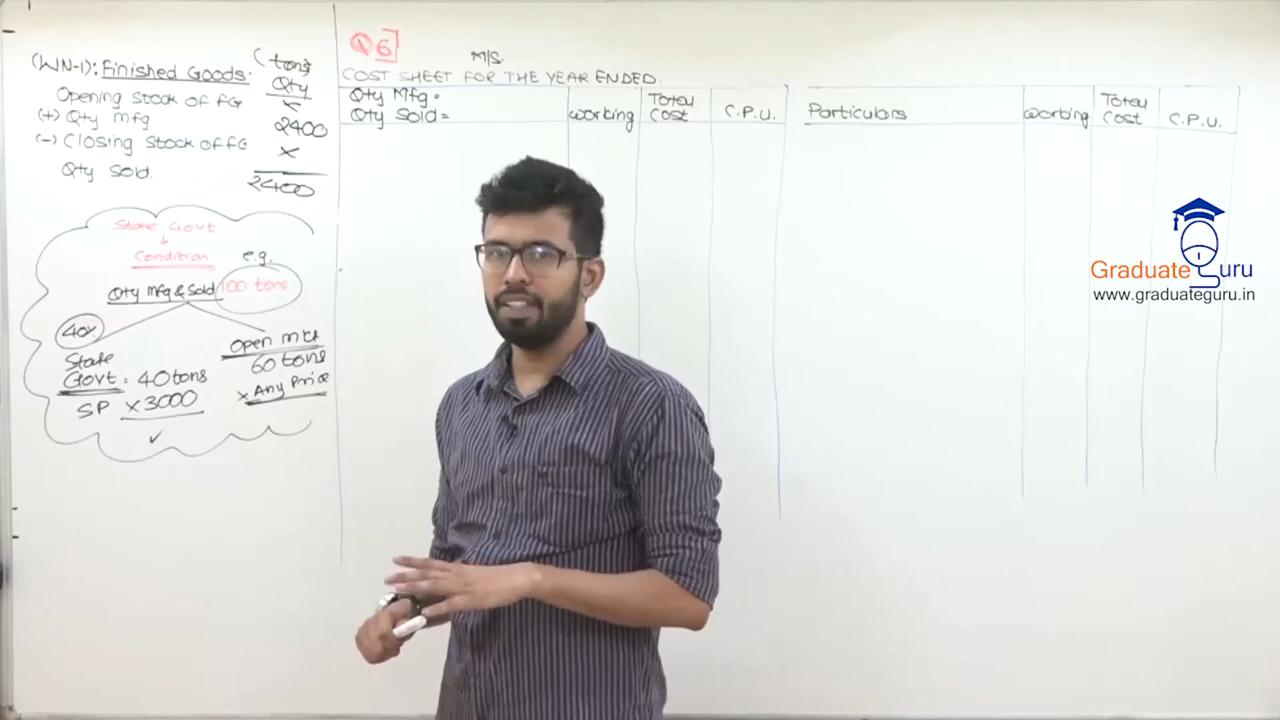 (WN-1): Finished Goods.
(tons)
Qty
Opening Stock of FG x
(+) Qty Mfg 2400
(-) Closing Stock of FG x
Qty Sold. 2400
State Govt
↓
Condition e.g.
Qty Mfg & Sold 100 tons
40%
State
Govt = 40 tons
SP x 3000
✓
Open Mkt
60 tons
x Any Price
Q6]
M/S.
COST SHEET FOR THE YEAR ENDED.
Qty Mfg =
Qty Sold =
Working
Total Cost
C.P.U.
Particulars
Working
Total Cost
C.P.U.
Graduate Guru
www.graduateguru.in